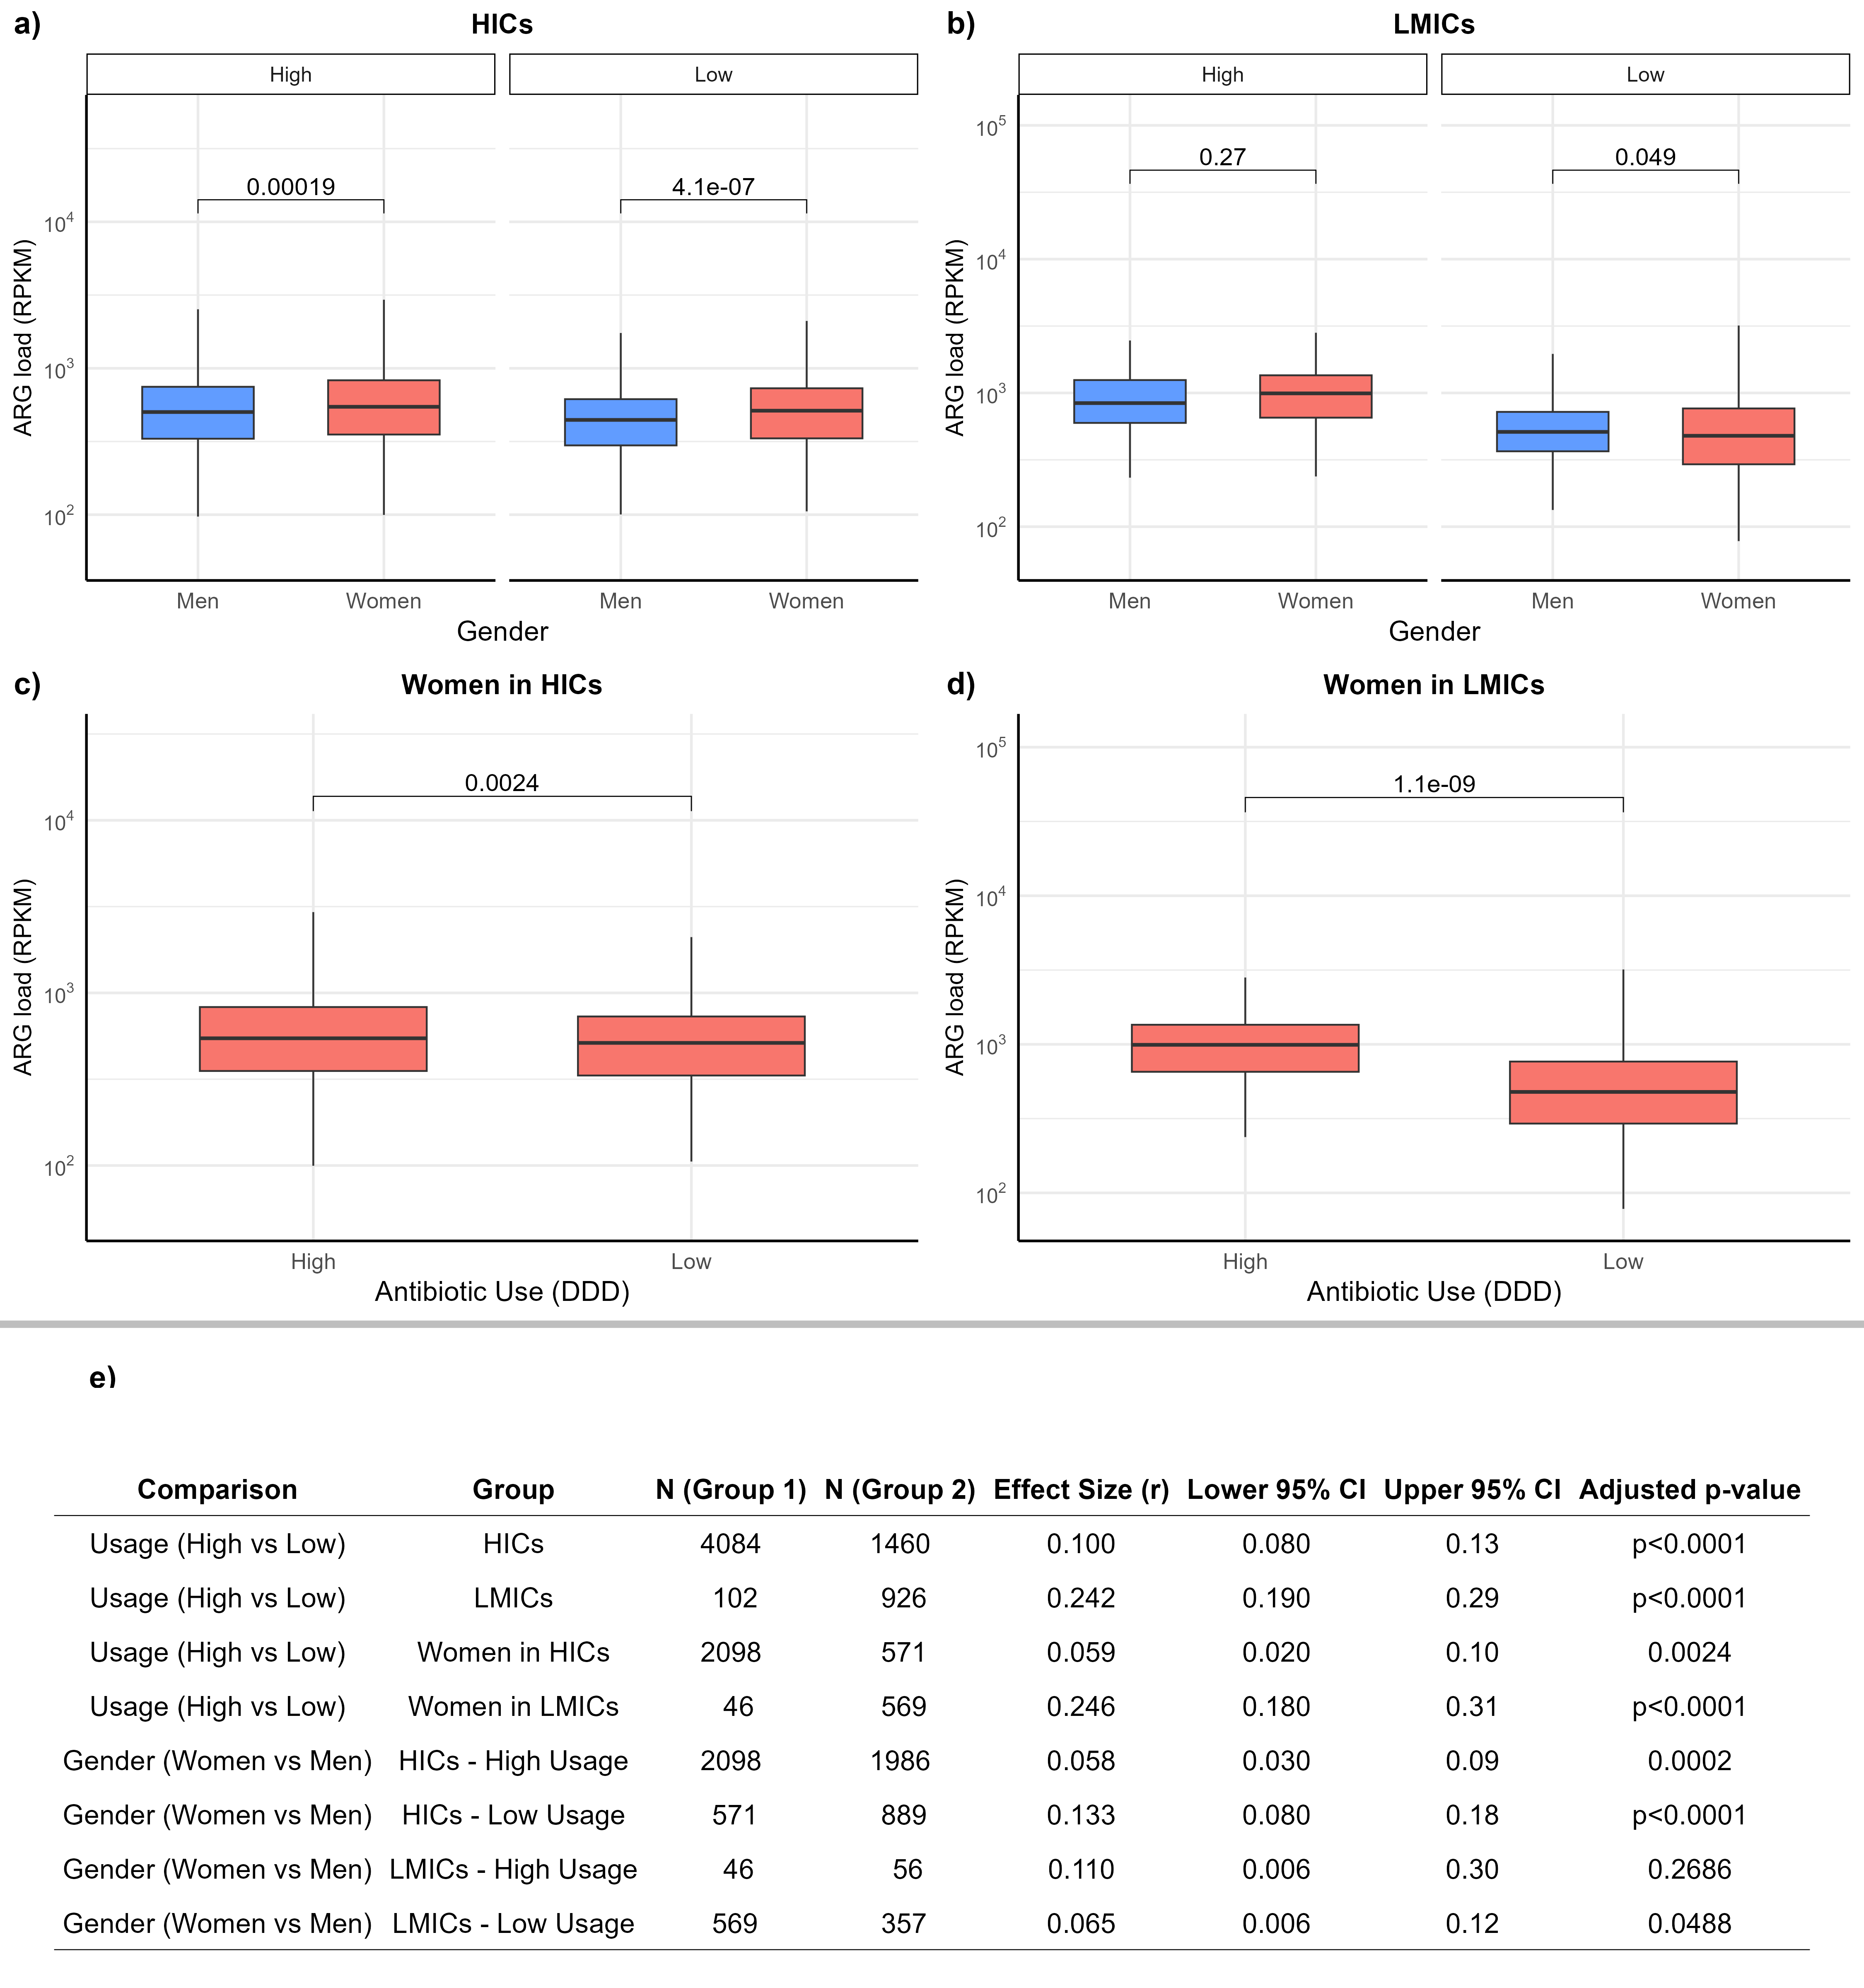 a) HICs
High Low
0.00019 4.1e-07
10^4
10^3
10^2
ARG load (RPKM)
Men Women Men Women
Gender
b) LMICs
High Low
0.27 0.049
10^5
10^4
10^3
10^2
ARG load (RPKM)
Men Women Men Women
Gender
c) Women in HICs
0.0024
10^4
10^3
10^2
ARG load (RPKM)
High Low
Antibiotic Use (DDD)
d) Women in LMICs
1.1e-09
10^5
10^4
10^3
10^2
ARG load (RPKM)
High Low
Antibiotic Use (DDD)
e)
Comparison Group N (Group 1) N (Group 2) Effect Size (r) Lower 95% CI Upper 95% CI Adjusted p-value
Usage (High vs Low) HICs 4084 1460 0.100 0.080 0.13 p<0.0001
Usage (High vs Low) LMICs 102 926 0.242 0.190 0.29 p<0.0001
Usage (High vs Low) Women in HICs 2098 571 0.059 0.020 0.10 0.0024
Usage (High vs Low) Women in LMICs 46 569 0.246 0.180 0.31 p<0.0001
Gender (Women vs Men) HICs - High Usage 2098 1986 0.058 0.030 0.09 0.0002
Gender (Women vs Men) HICs - Low Usage 571 889 0.133 0.080 0.18 p<0.0001
Gender (Women vs Men) LMICs - High Usage 46 56 0.110 0.006 0.30 0.2686
Gender (Women vs Men) LMICs - Low Usage 569 357 0.065 0.006 0.12 0.0488